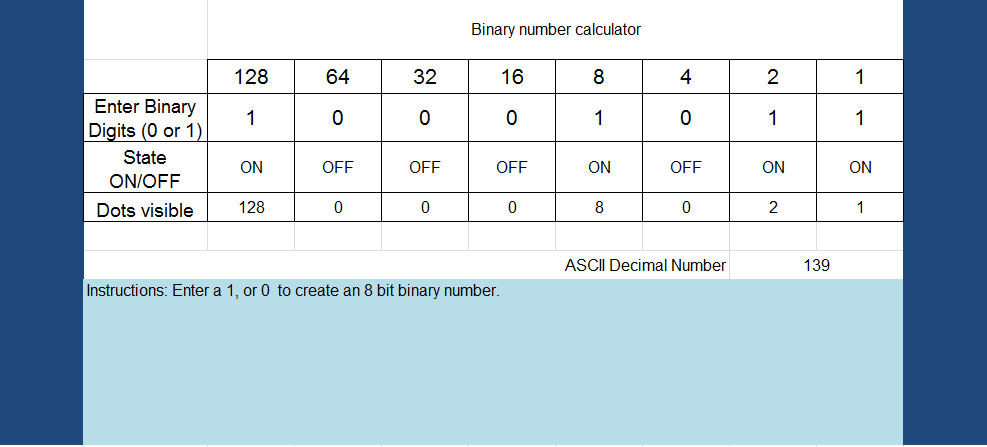 Binary number calculator
128 64 32 16 8 4 2 1
Enter Binary
Digits (0 or 1) 1 0 0 0 1 0 1 1
State
ON/OFF ON OFF OFF OFF ON OFF ON ON
Dots visible 128 0 0 0 8 0 2 1
ASCII Decimal Number 139
Instructions: Enter a 1, or 0  to create an 8 bit binary number.